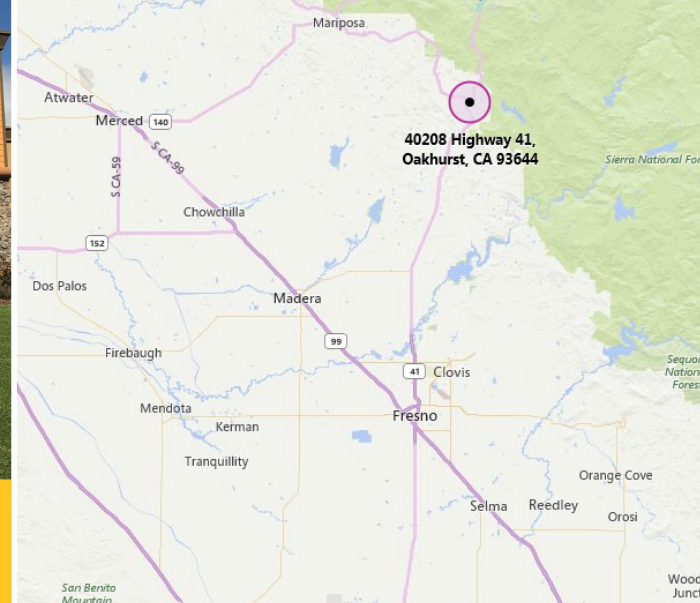 Mariposa
Atwater
Merced
140
40208 Highway 41,
Oakhurst, CA 93644
S CA-99
S CA-59
Sierra National For
Chowchilla
152
Dos Palos
Madera
99
Firebaugh
41
Clovis
Sequoi
Nation
Forest
Mendota
Fresno
Kerman
Tranquillity
Orange Cove
Selma
Reedley
Orosi
San Benito
Mountain
Wood
Junct